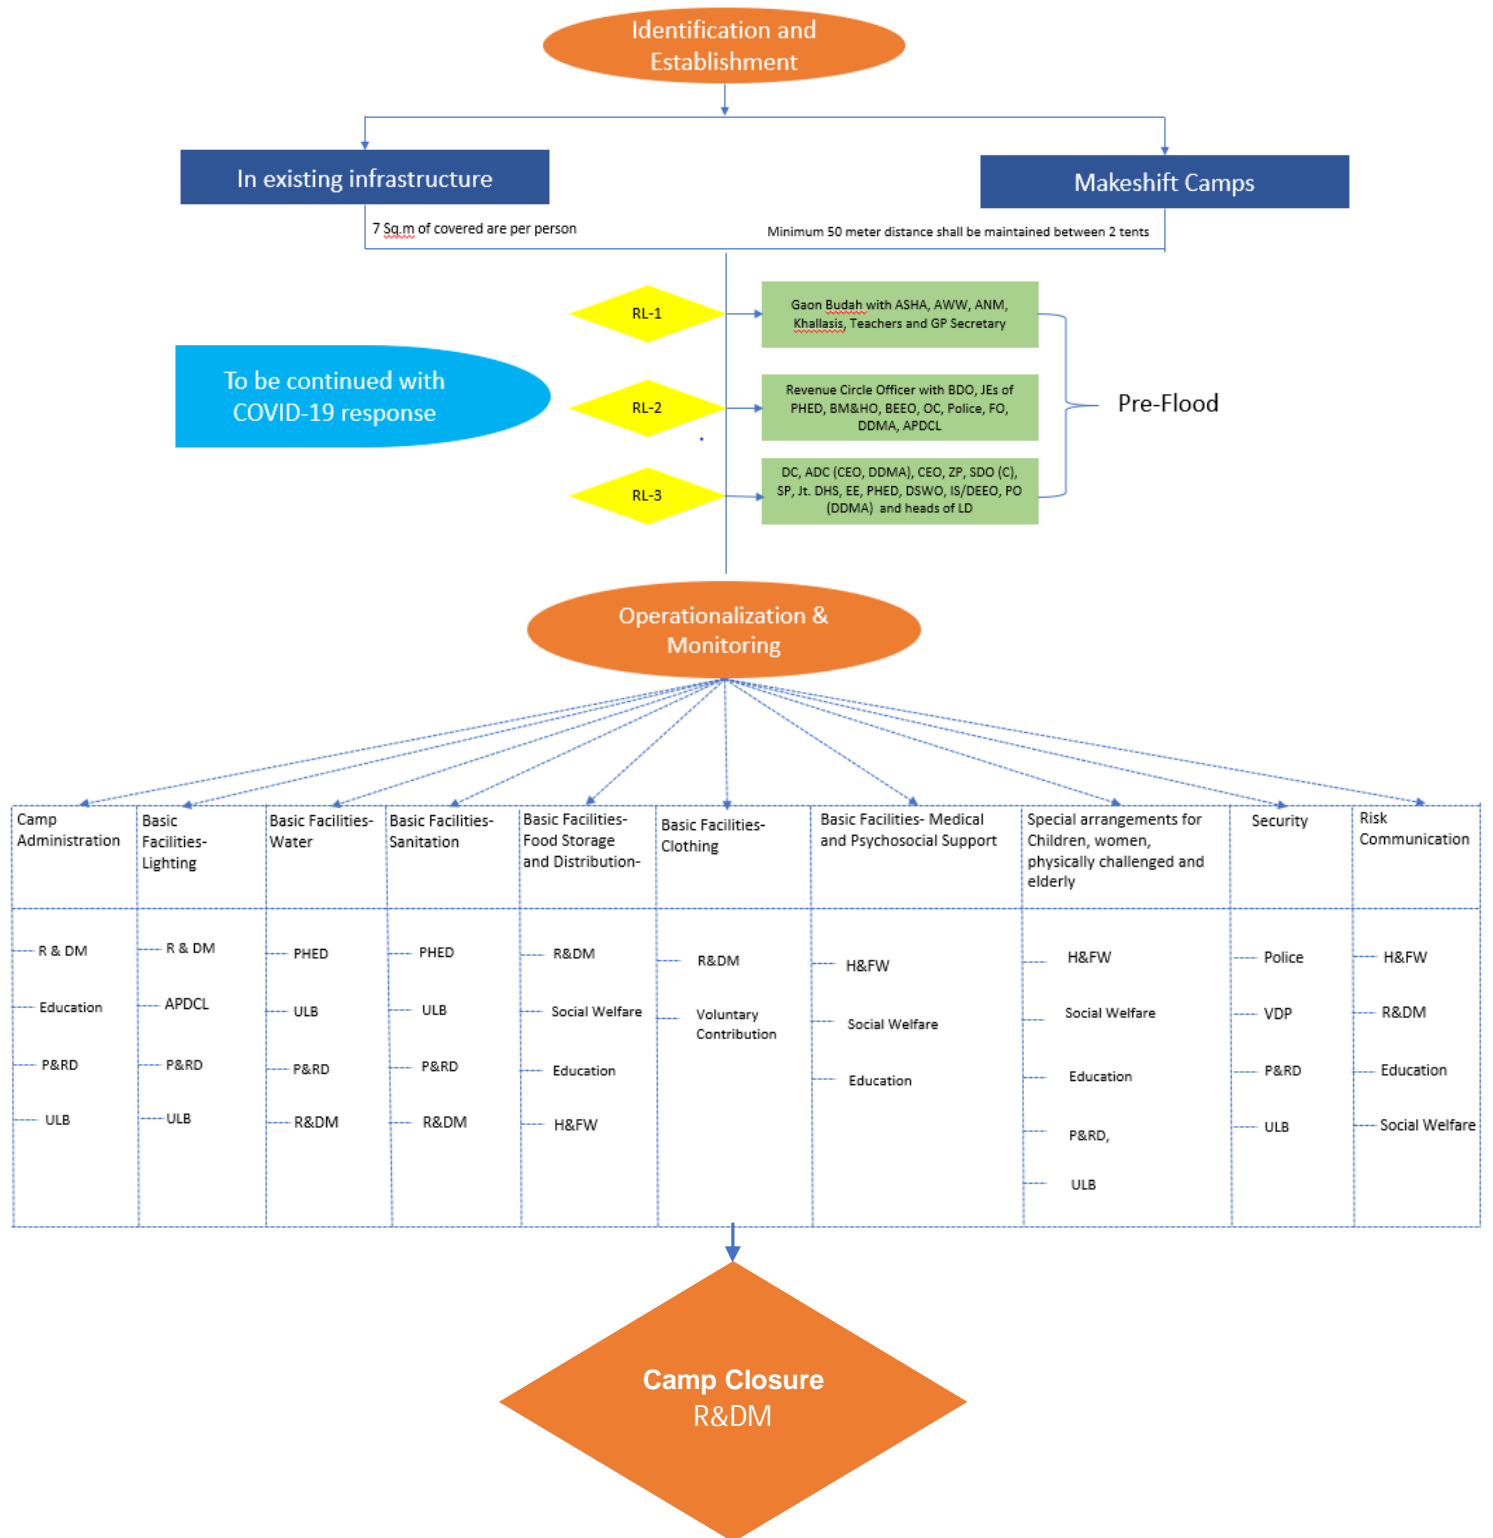 Identification and
Establishment
In existing infrastructure
Makeshift Camps
7 Sq.m of covered are per person
Minimum 50 meter distance shall be maintained between 2 tents
RL-1
Gaon Budah with ASHA, AWW, ANM,
Khallasis, Teachers and GP Secretary
To be continued with
COVID-19 response
RL-2
Revenue Circle Officer with BDO, JEs of
PHED, BM&HO, BEEO, OC, Police, FO,
DDMA, APDCL
Pre-Flood
RL-3
DC, ADC (CEO, DDMA), CEO, ZP, SDO (C),
SP, Jt. DHS, EE, PHED, DSWO, IS/DEEO, PO
(DDMA) and heads of LD
Operationalization &
Monitoring
Camp
Administration
R & DM
Education
P&RD
ULB
Basic
Facilities-
Lighting
R & DM
APDCL
P&RD
ULB
Basic Facilities-
Water
PHED
ULB
P&RD
R&DM
Basic Facilities-
Sanitation
PHED
ULB
P&RD
R&DM
Basic Facilities-
Food Storage
and Distribution-
R&DM
Social Welfare
Education
H&FW
Basic Facilities-
Clothing
R&DM
Voluntary
Contribution
Basic Facilities- Medical
and Psychosocial Support
H&FW
Social Welfare
Education
Special arrangements for
Children, women,
physically challenged and
elderly
H&FW
Social Welfare
Education
P&RD,
ULB
Security
Police
VDP
P&RD
ULB
Risk
Communication
H&FW
R&DM
Education
Social Welfare
Camp Closure
R&DM